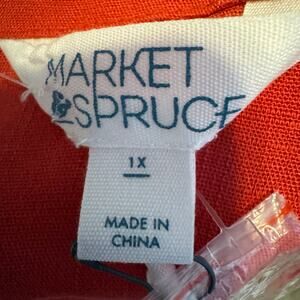 MARKET
&SPRUCE
1X
MADE IN
CHINA